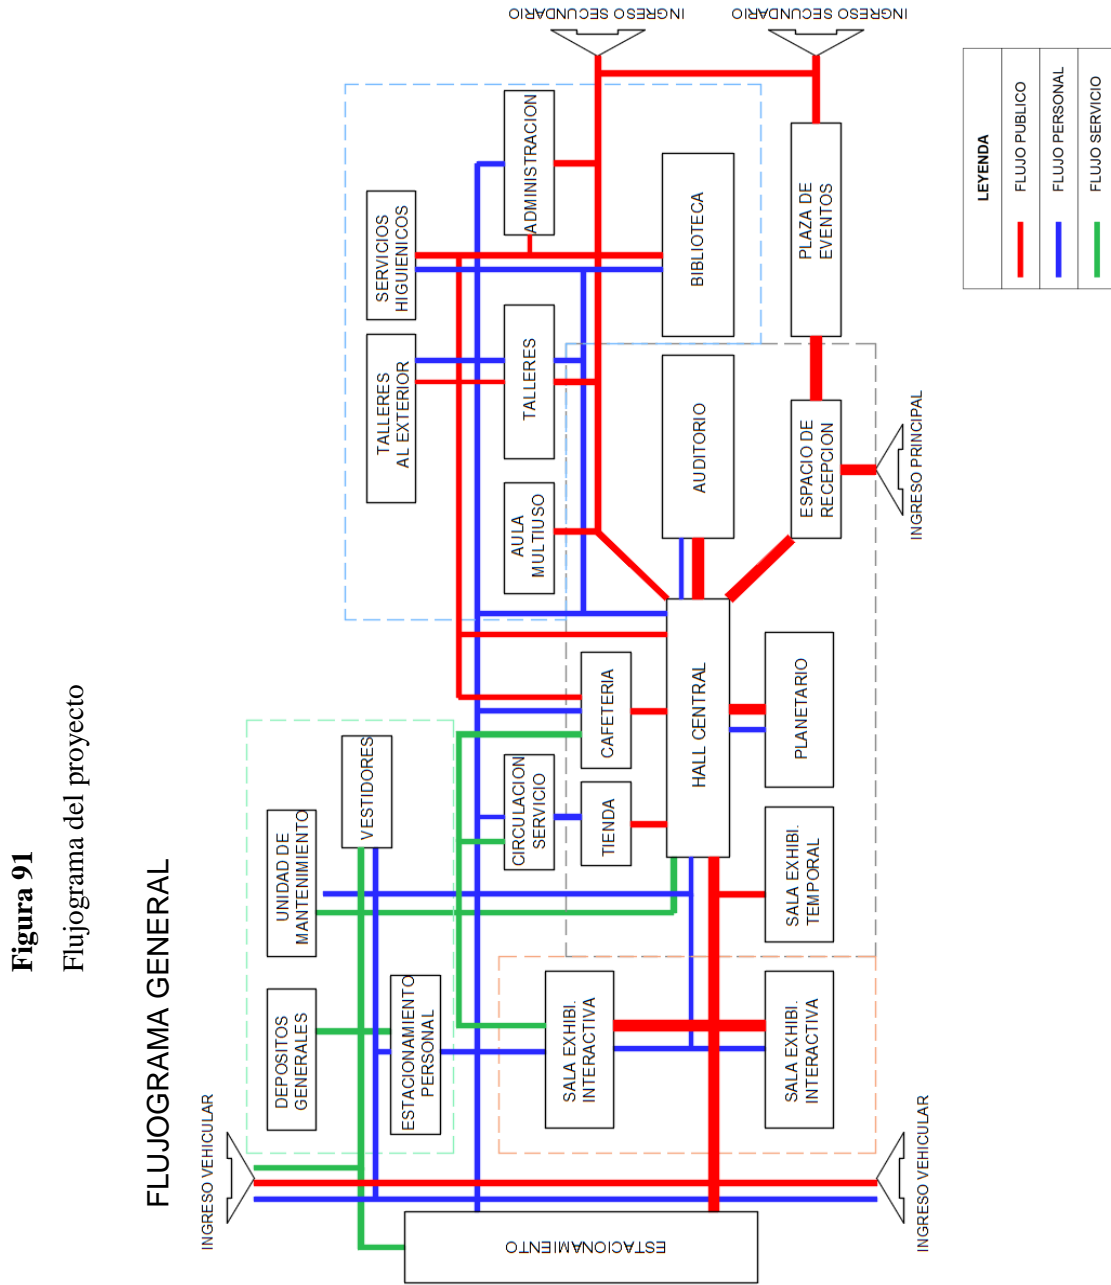 Figura 91
Flujograma del proyecto
FLUJOGRAMA GENERAL
INGRESO VEHICULAR
DEPOSITOS
GENERALES
UNIDAD DE
MANTENIMIENTO
VESTIDORES
ESTACIONAMIENTO
PERSONAL
TALLERES
AL EXTERIOR
SERVICIOS
HIGUIENICOS
CIRCULACION
SERVICIO
AULA
MULTIUSO
TALLERES
ADMINISTRACION
INGRESO SECUNDARIO
ESTACIONAMIENTO
SALA EXHIBI.
INTERACTIVA
TIENDA
CAFETERIA
HALL CENTRAL
AUDITORIO
BIBLIOTECA
SALA EXHIBI.
INTERACTIVA
SALA EXHIBI.
TEMPORAL
PLANETARIO
ESPACIO DE
RECEPCION
PLAZA DE
EVENTOS
INGRESO SECUNDARIO
INGRESO VEHICULAR
INGRESO PRINCIPAL
LEYENDA
FLUJO PUBLICO
FLUJO PERSONAL
FLUJO SERVICIO